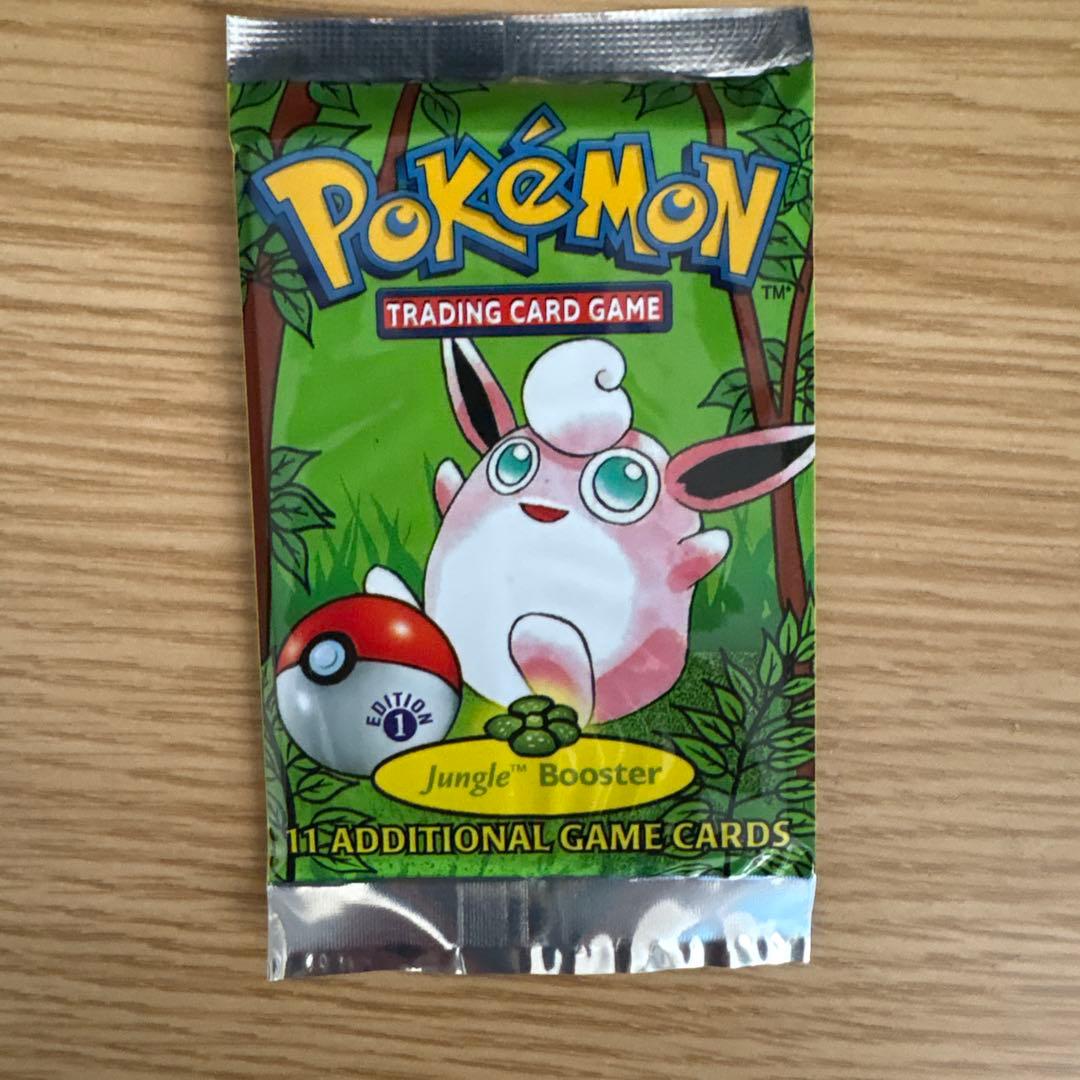 POKéMON
TM*
TRADING CARD GAME
EDITION
1
Jungle™ Booster
11 ADDITIONAL GAME CARDS